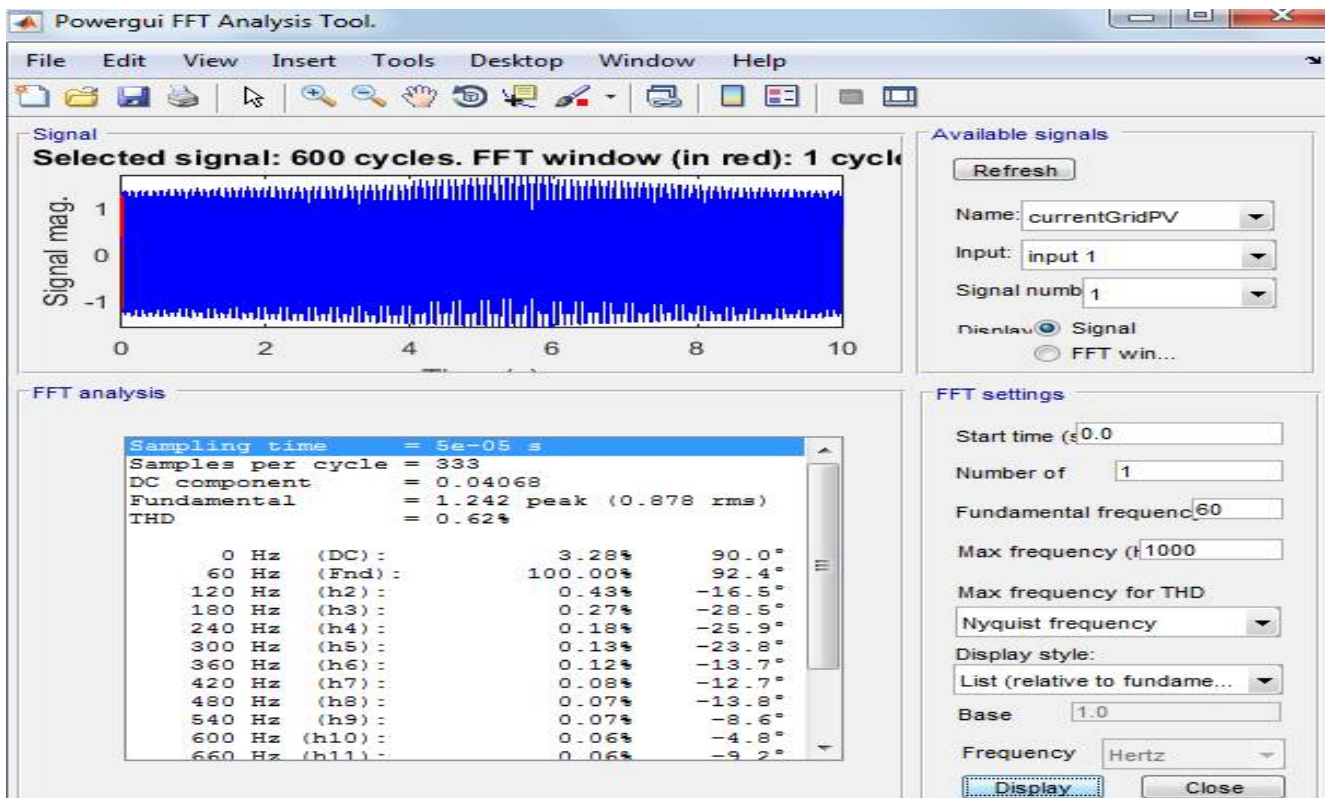 Powergui FFT Analysis Tool.
File Edit View Insert Tools Desktop Window Help
Signal
Selected signal: 600 cycles. FFT window (in red): 1 cycle
Signal mag.
1
0
-1
0 2 4 6 8 10
FFT analysis
Sampling time = 5e-05 s
Samples per cycle = 333
DC component = 0.04068
Fundamental = 1.242 peak (0.878 rms)
THD = 0.62%
0 Hz (DC): 3.28% 90.0°
60 Hz (Fnd): 100.00% 92.4°
120 Hz (h2): 0.43% -16.5°
180 Hz (h3): 0.27% -28.5°
240 Hz (h4): 0.18% -25.9°
300 Hz (h5): 0.13% -23.8°
360 Hz (h6): 0.12% -13.7°
420 Hz (h7): 0.08% -12.7°
480 Hz (h8): 0.07% -13.8°
540 Hz (h9): 0.07% -8.6°
600 Hz (h10): 0.06% -4.8°
660 Hz (h11): 0.06% -9.2°
Available signals
Refresh
Name: currentGridPV
Input: input 1
Signal numb 1
Display Signal
FFT win...
FFT settings
Start time (s 0.0
Number of 1
Fundamental frequenc 60
Max frequency (H 1000
Max frequency for THD
Nyquist frequency
Display style:
List (relative to fundame...
Base 1.0
Frequency Hertz
Display Close